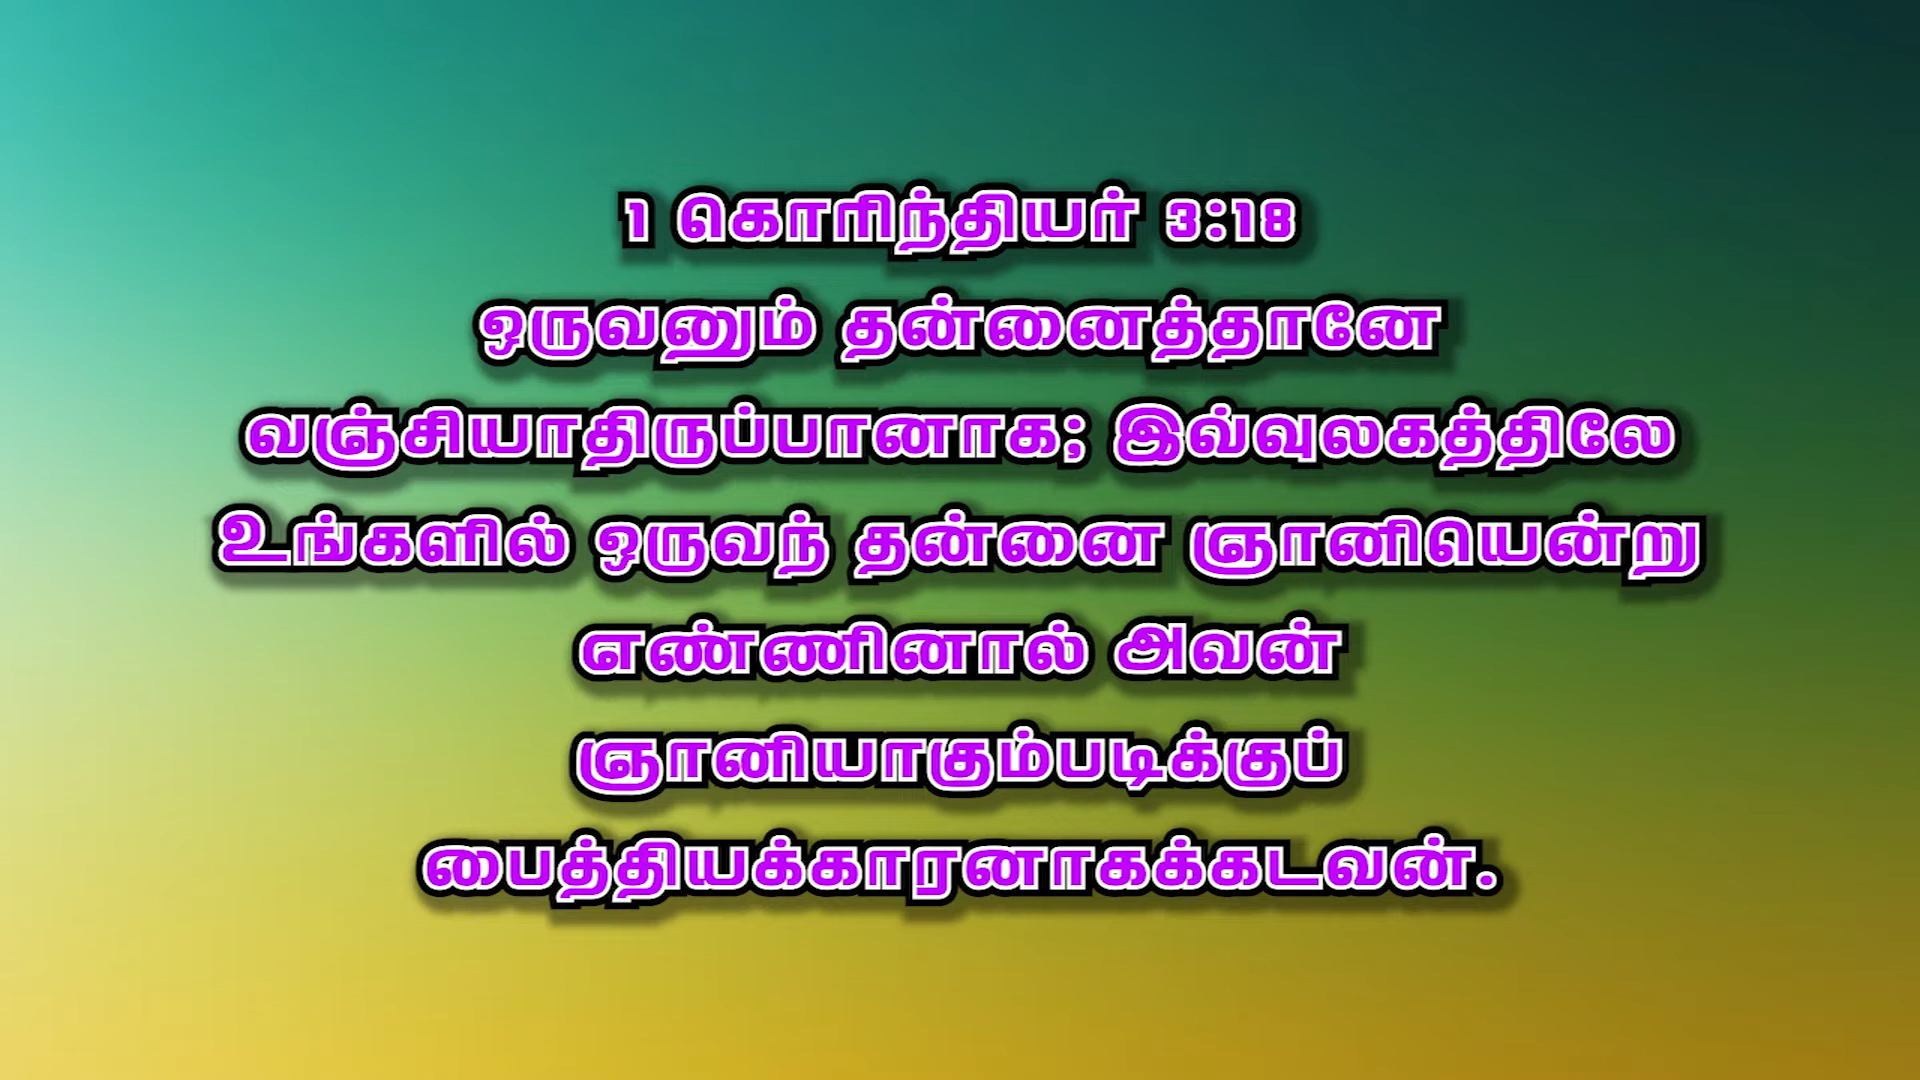 1 கொரிந்தியர் 3:18
ஒருவனும் தன்னைத்தானே
வஞ்சியாதிருப்பானாக; இவ்வுலகத்திலே
உங்களில் ஒருவந் தன்னை ஞானியென்று
எண்ணினால் அவன்
ஞானியாகும்படிக்குப்
பைத்தியக்காரனாகக்கடவன்.